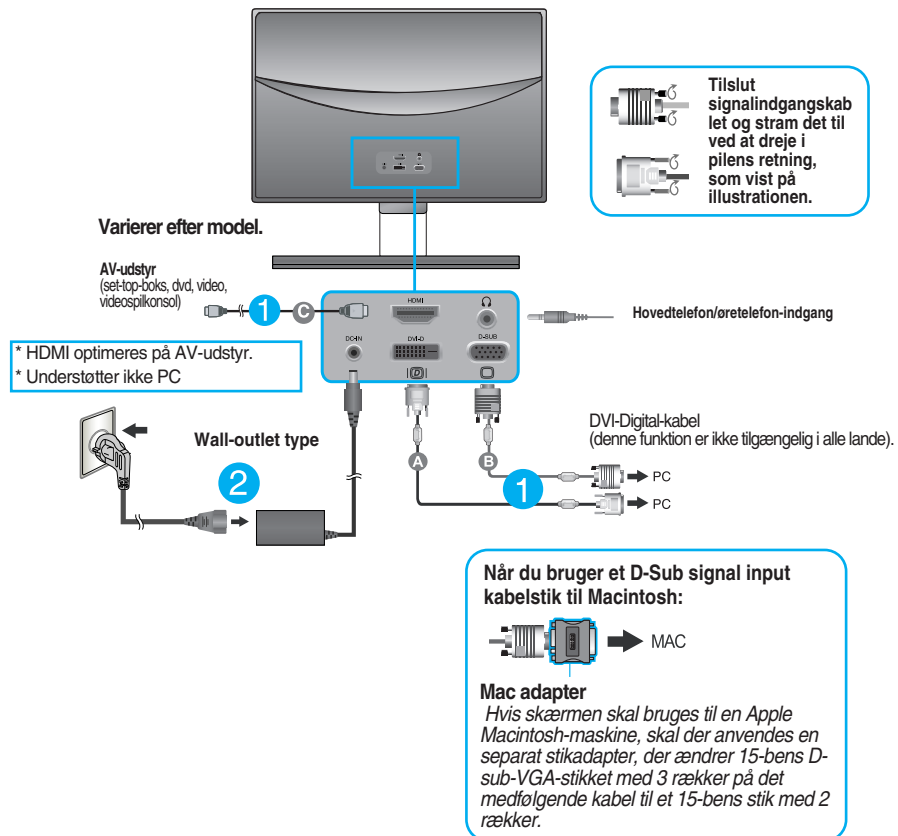 Tilslut
signalindgangskab
let og stram det til
ved at dreje i
pilens retning,
som vist på
illustrationen.
Varierer efter model.
AV-udstyr
(set-top-boks, dvd, video,
videospilkonsol)
1
C
HDMI
DC-IN
DVI-D
D-SUB
D
Hovedtelefon/øretelefon-indgang
* HDMI optimeres på AV-udstyr.
* Understøtter ikke PC
Wall-outlet type
2
A
B
1
DVI-Digital-kabel
(denne funktion er ikke tilgængelig i alle lande).
PC
PC
Når du bruger et D-Sub signal input
kabelstik til Macintosh:
MAC
Mac adapter
Hvis skærmen skal bruges til en Apple
Macintosh-maskine, skal der anvendes en
separat stikadapter, der ændrer 15-bens D-
sub-VGA-stikket med 3 rækker på det
medfølgende kabel til et 15-bens stik med 2
rækker.